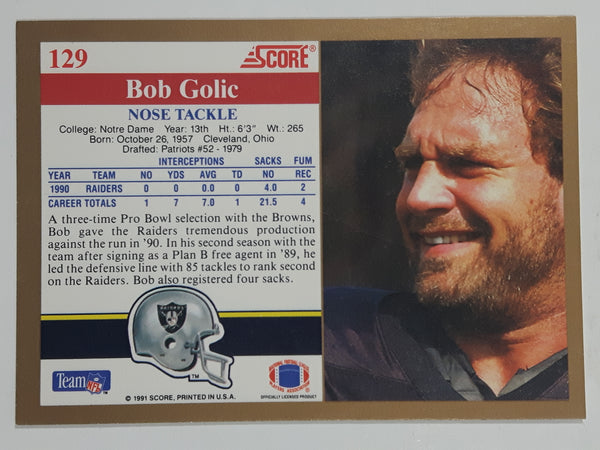 129
SCORE®
Bob Golic
NOSE TACKLE
College: Notre Dame Year: 13th Ht.: 6'3" Wt.: 265
Born: October 26, 1957 Cleveland, Ohio
Drafted: Patriots #52 - 1979
INTERCEPTIONS SACKS FUM
YEAR TEAM NO YDS AVG TD NO REC
1990 RAIDERS 0 0 0.0 0 4.0 2
CAREER TOTALS 1 7 7.0 1 21.5 4
A three-time Pro Bowl selection with the Browns,
Bob gave the Raiders tremendous production
against the run in '90. In his second season with the
team after signing as a Plan B free agent in '89, he
led the defensive line with 85 tackles to rank second
on the Raiders. Bob also registered four sacks.
RAIDERS
TM
Team NFL
© 1991 SCORE, PRINTED IN U.S.A.
OFFICIALLY LICENSED PRODUCT